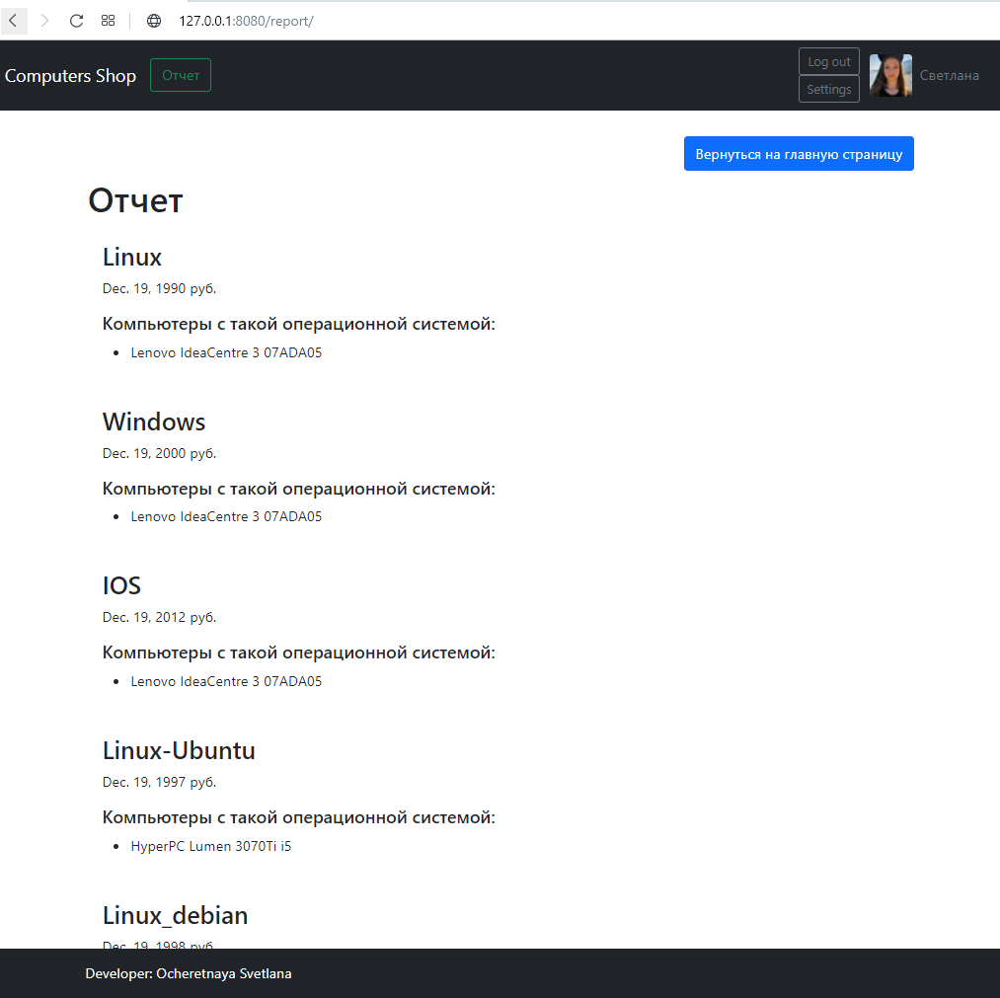 127.0.0.1:8080/report/
Computers Shop
Отчет
Log out
Settings
Светлана
Вернуться на главную страницу
Отчет
Linux
Dec. 19, 1990 руб.
Компьютеры с такой операционной системой:
Lenovo IdeaCentre 3 07ADA05
Windows
Dec. 19, 2000 руб.
Компьютеры с такой операционной системой:
Lenovo IdeaCentre 3 07ADA05
IOS
Dec. 19, 2012 руб.
Компьютеры с такой операционной системой:
Lenovo IdeaCentre 3 07ADA05
Linux-Ubuntu
Dec. 19, 1997 руб.
Компьютеры с такой операционной системой:
HyperPC Lumen 3070Ti i5
Linux_debian
Dec. 19, 1998 руб.
Developer: Ocheretnaya Svetlana